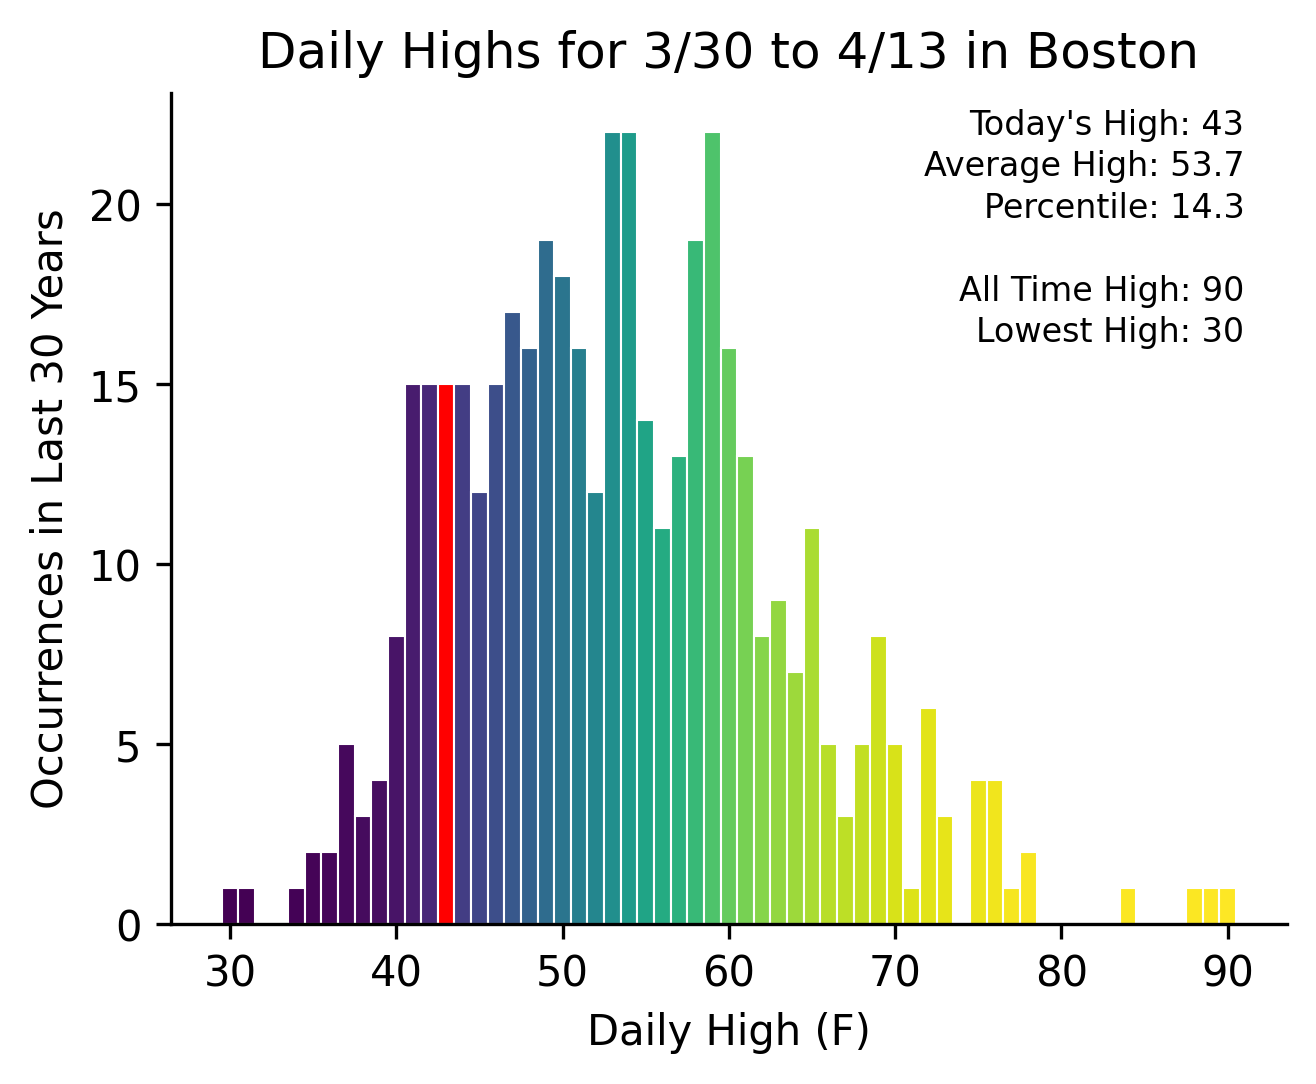 Daily Highs for 3/30 to 4/13 in Boston
Today's High: 43
Average High: 53.7
Percentile: 14.3
All Time High: 90
Lowest High: 30
Occurrences in Last 30 Years
20
15
10
5
0
30 40 50 60 70 80 90
Daily High (F)